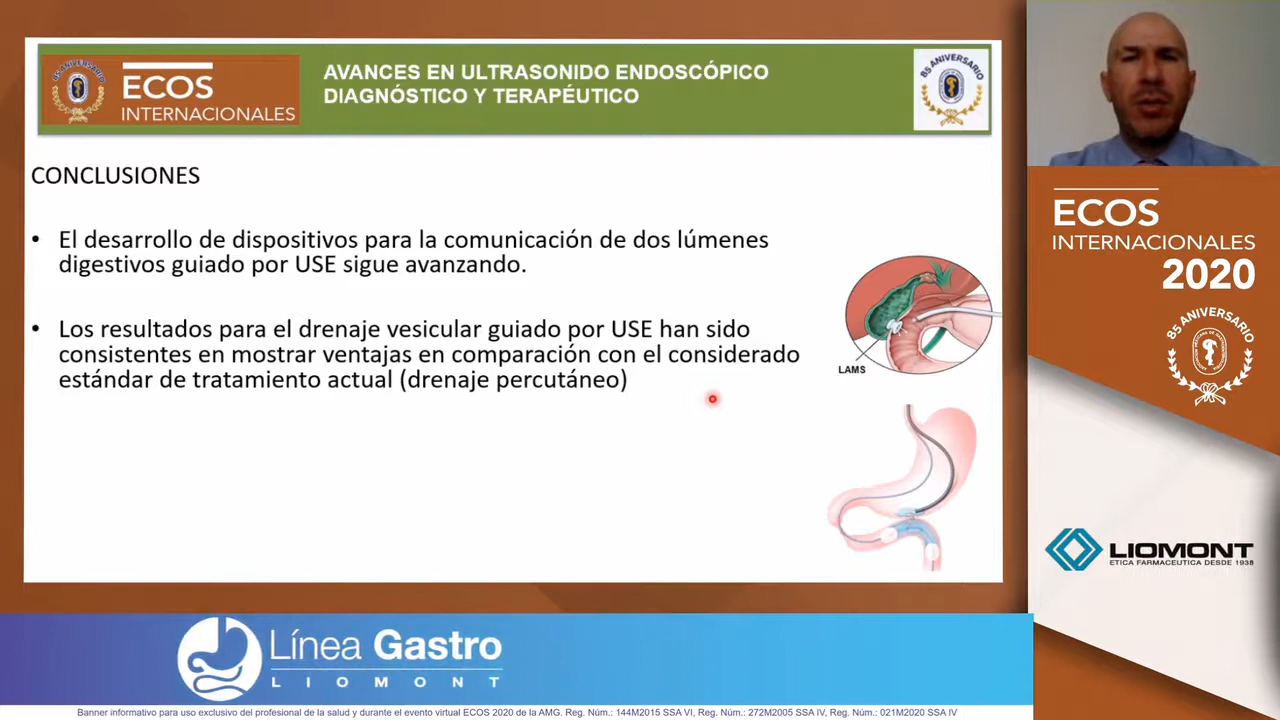 85 ANIVERSARIO
ECOS
INTERNACIONALES
AVANCES EN ULTRASONIDO ENDOSCÓPICO
DIAGNÓSTICO Y TERAPÉUTICO
85 ANIVERSARIO
CONCLUSIONES
• El desarrollo de dispositivos para la comunicación de dos lúmenes
digestivos guiado por USE sigue avanzando.
• Los resultados para el drenaje vesicular guiado por USE han sido
consistentes en mostrar ventajas en comparación con el considerado
estándar de tratamiento actual (drenaje percutáneo)
LAMS
ECOS
INTERNACIONALES
2020
85 ANIVERSARIO
LIOMONT
ETICA FARMACEUTICA DESDE 1938
Línea Gastro
LIOMONT
Banner informativo para uso exclusivo del profesional de la salud y durante el evento virtual ECOS 2020 de la AMG. Reg. Núm.: 144M2015 SSA VI, Reg. Núm.: 272M2005 SSA IV, Reg. Núm.: 021M2020 SSA IV